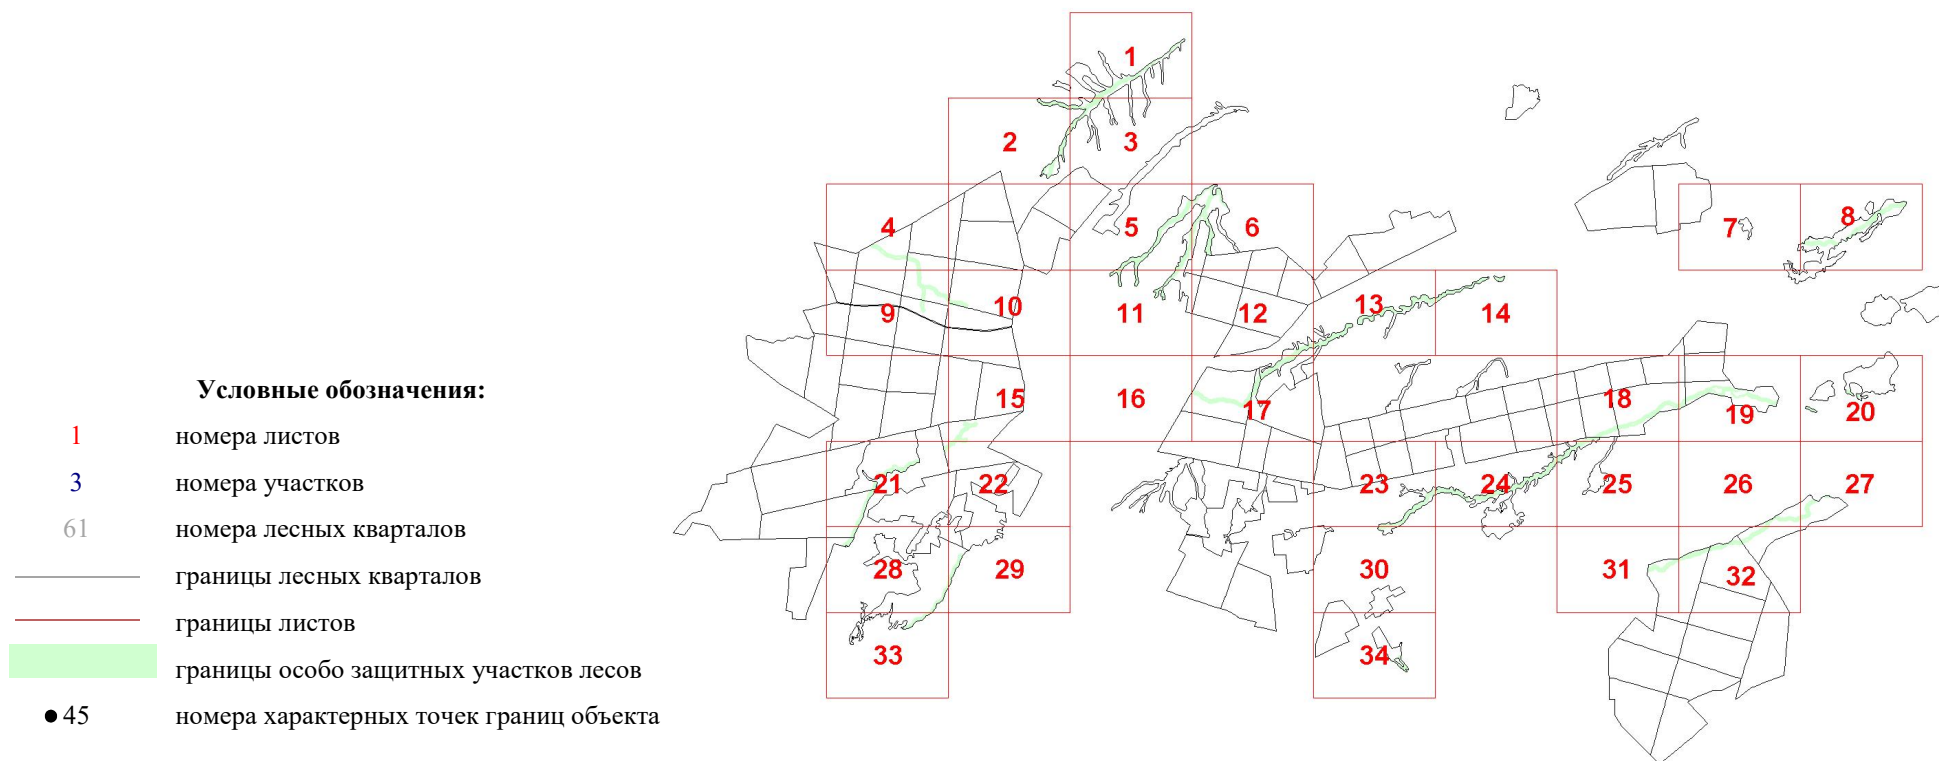 Условные обозначения:
1 номера листов
3 номера участков
61 номера лесных кварталов
границы лесных кварталов
границы листов
границы особо защитных участков лесов
45 номера характерных точек границ объекта
1
2 3
4 5 6 7 8
9 10 11 12 13 14
15 16 17 18 19 20
21 22 23 24 25 26 27
28 29 30 31 32
33 34